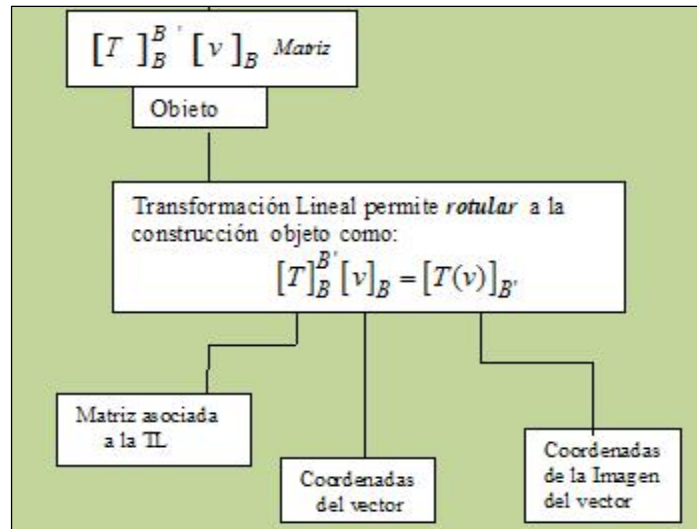 [T ]_B^B' [v]_B Matriz
Objeto
Transformación Lineal permite rotular a la
construcción objeto como:
[T]_B^B' [v]_B = [T(v)]_B'
Matriz asociada
a la TL
Coordenadas
del vector
Coordenadas
de la Imagen
del vector